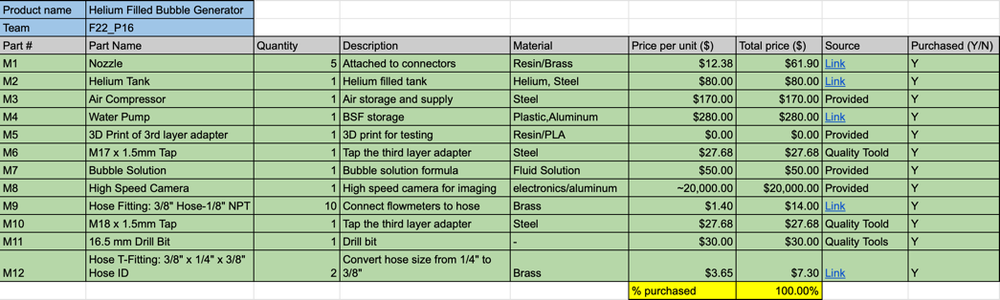 Product name Helium Filled Bubble Generator
Team F22_P16
Part # Part Name Quantity Description Material Price per unit ($) Total price ($) Source Purchased (Y/N)
M1 Nozzle 5 Attached to connectors Resin/Brass $12.38 $61.90 Link Y
M2 Helium Tank 1 Helium filled tank Helium, Steel $80.00 $80.00 Link Y
M3 Air Compressor 1 Air storage and supply Steel $170.00 $170.00 Provided Y
M4 Water Pump 1 BSF storage Plastic,Aluminum $280.00 $280.00 Link Y
M5 3D Print of 3rd layer adapter 1 3D print for testing Resin/PLA $0.00 $0.00 Provided Y
M6 M17 x 1.5mm Tap 1 Tap the third layer adapter Steel $27.68 $27.68 Quality Toold Y
M7 Bubble Solution 1 Bubble solution formula Fluid Solution $50.00 $50.00 Provided Y
M8 High Speed Camera 1 High speed camera for imaging electronics/aluminum ~20,000.00 $20,000.00 Provided Y
M9 Hose Fitting: 3/8" Hose-1/8" NPT 10 Connect flowmeters to hose Brass $1.40 $14.00 Link Y
M10 M18 x 1.5mm Tap 1 Tap the third layer adapter Steel $27.68 $27.68 Quality Toold Y
M11 16.5 mm Drill Bit 1 Drill bit - $30.00 $30.00 Quality Tools Y
Hose T-Fitting: 3/8" x 1/4" x 3/8" Convert hose size from 1/4" to
M12 Hose ID 2 3/8" Brass $3.65 $7.30 Link Y
% purchased 100.00%